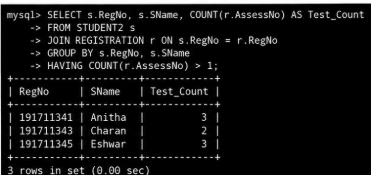 mysql> SELECT s.RegNo, s.SName, COUNT(r.AssessNo) AS Test_Count
    -> FROM STUDENT2 s
    -> JOIN REGISTRATION r ON s.RegNo = r.RegNo
    -> GROUP BY s.RegNo, s.SName
    -> HAVING COUNT(r.AssessNo) > 1;
+-----------+---------+------------+
| RegNo     | SName   | Test_Count |
+-----------+---------+------------+
| 191711341 | Anitha  |          3 |
| 191711343 | Charan  |          2 |
| 191711345 | Eshwar  |          3 |
+-----------+---------+------------+
3 rows in set (0.00 sec)